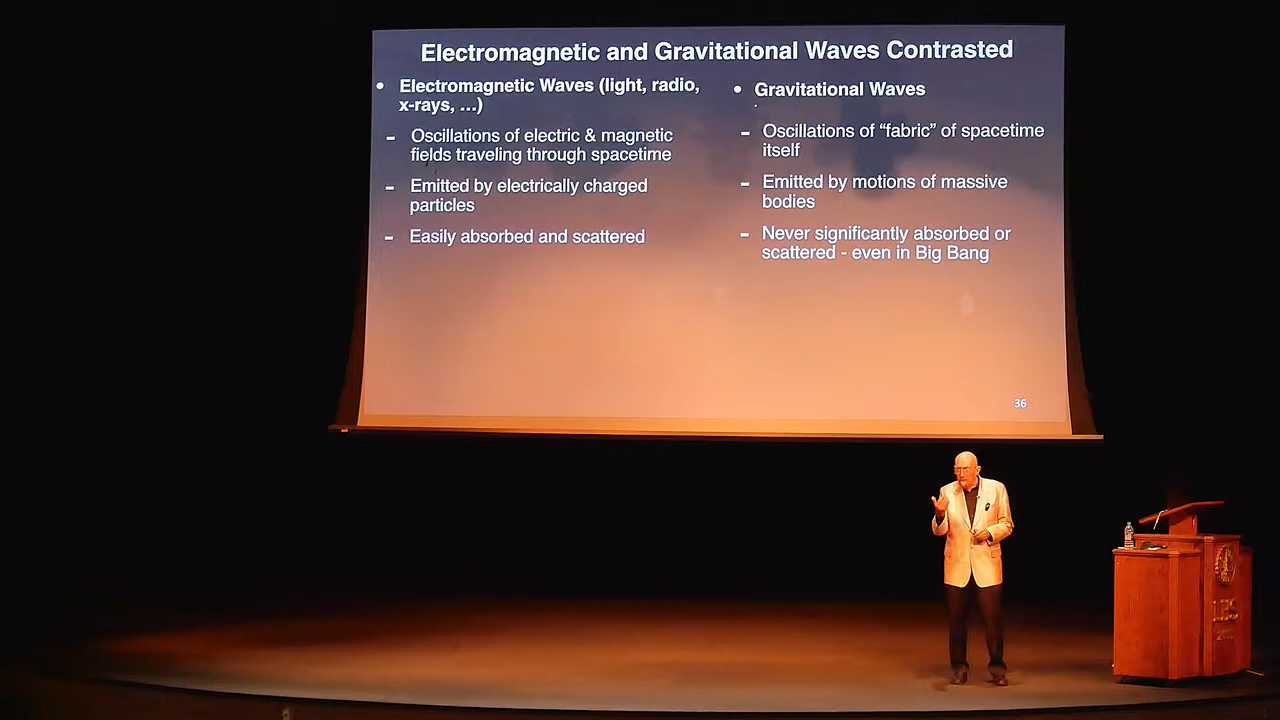 Electromagnetic and Gravitational Waves Contrasted
• Electromagnetic Waves (light, radio,
x-rays, ...)
- Oscillations of electric & magnetic
fields traveling through spacetime
- Emitted by electrically charged
particles
- Easily absorbed and scattered
• Gravitational Waves
- Oscillations of “fabric” of spacetime
itself
- Emitted by motions of massive
bodies
- Never significantly absorbed or
scattered - even in Big Bang
36